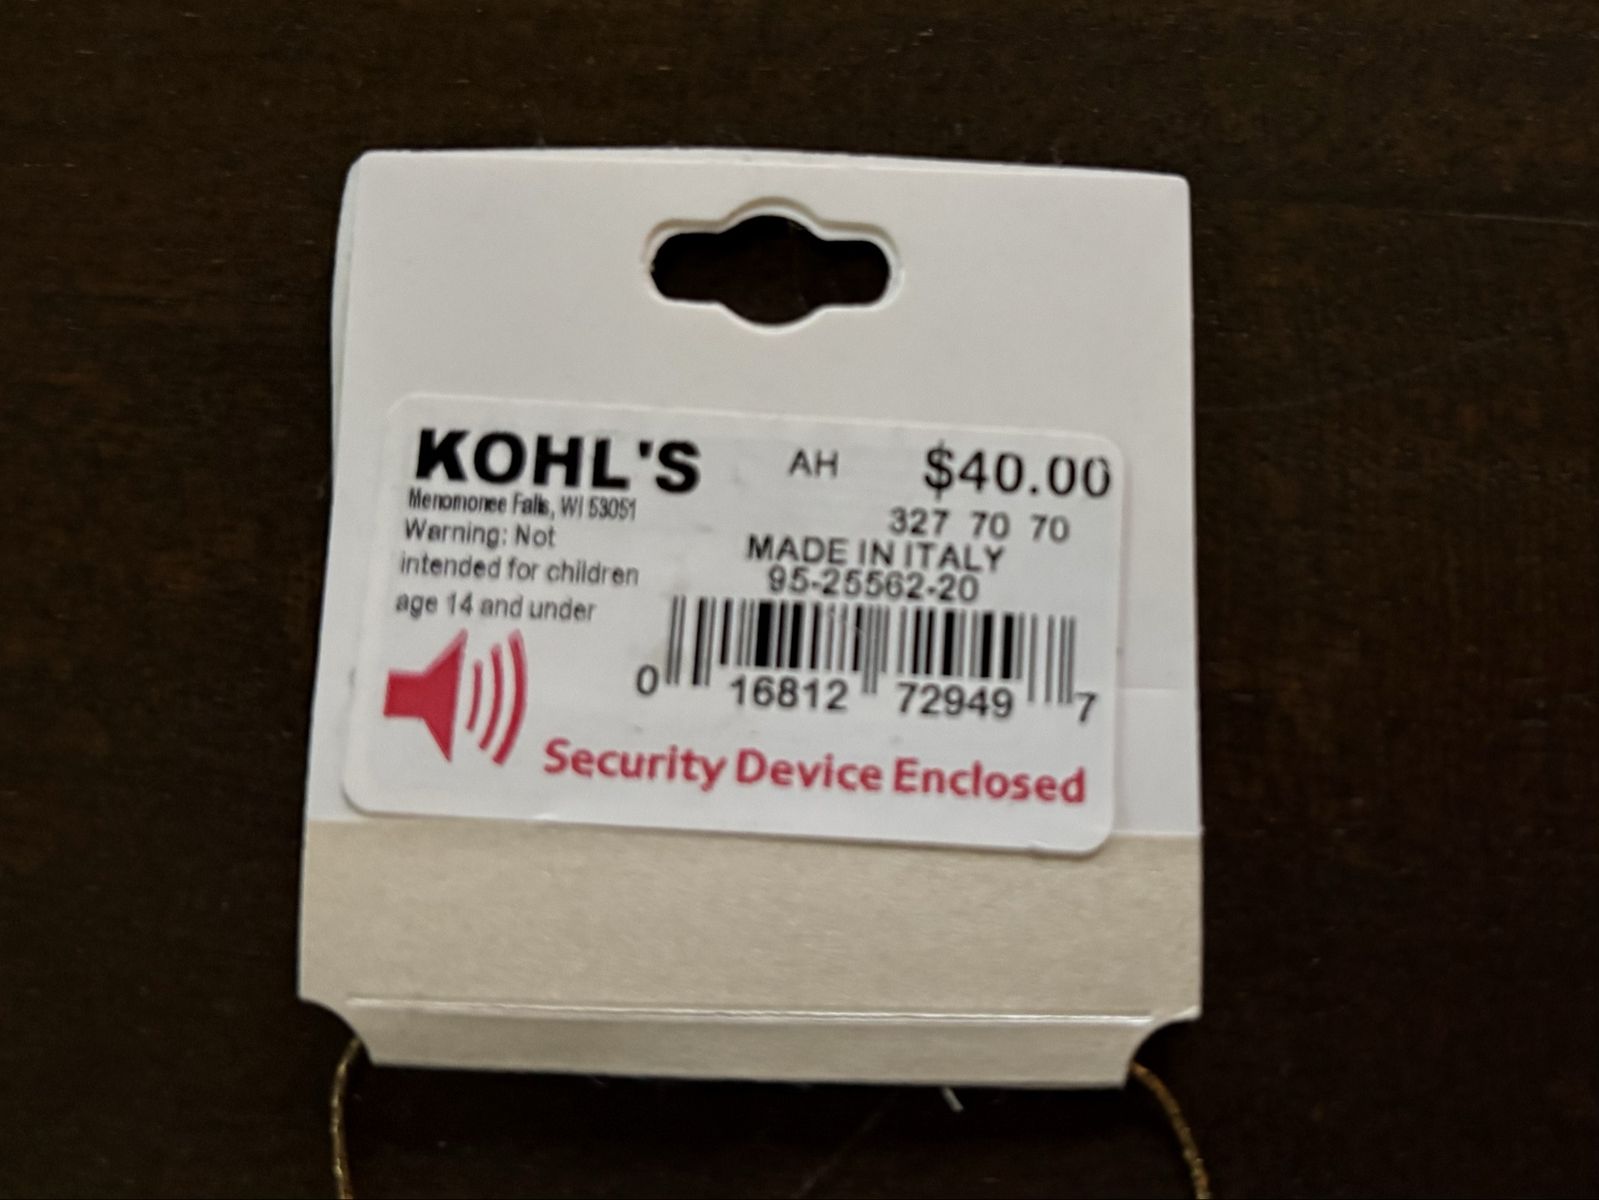 KOHL'S AH $40.00
Menomonee Falls, WI 53051
327 70 70
Warning: Not
intended for children
age 14 and under
MADE IN ITALY
95-25562-20
0 16812 72949 7
Security Device Enclosed